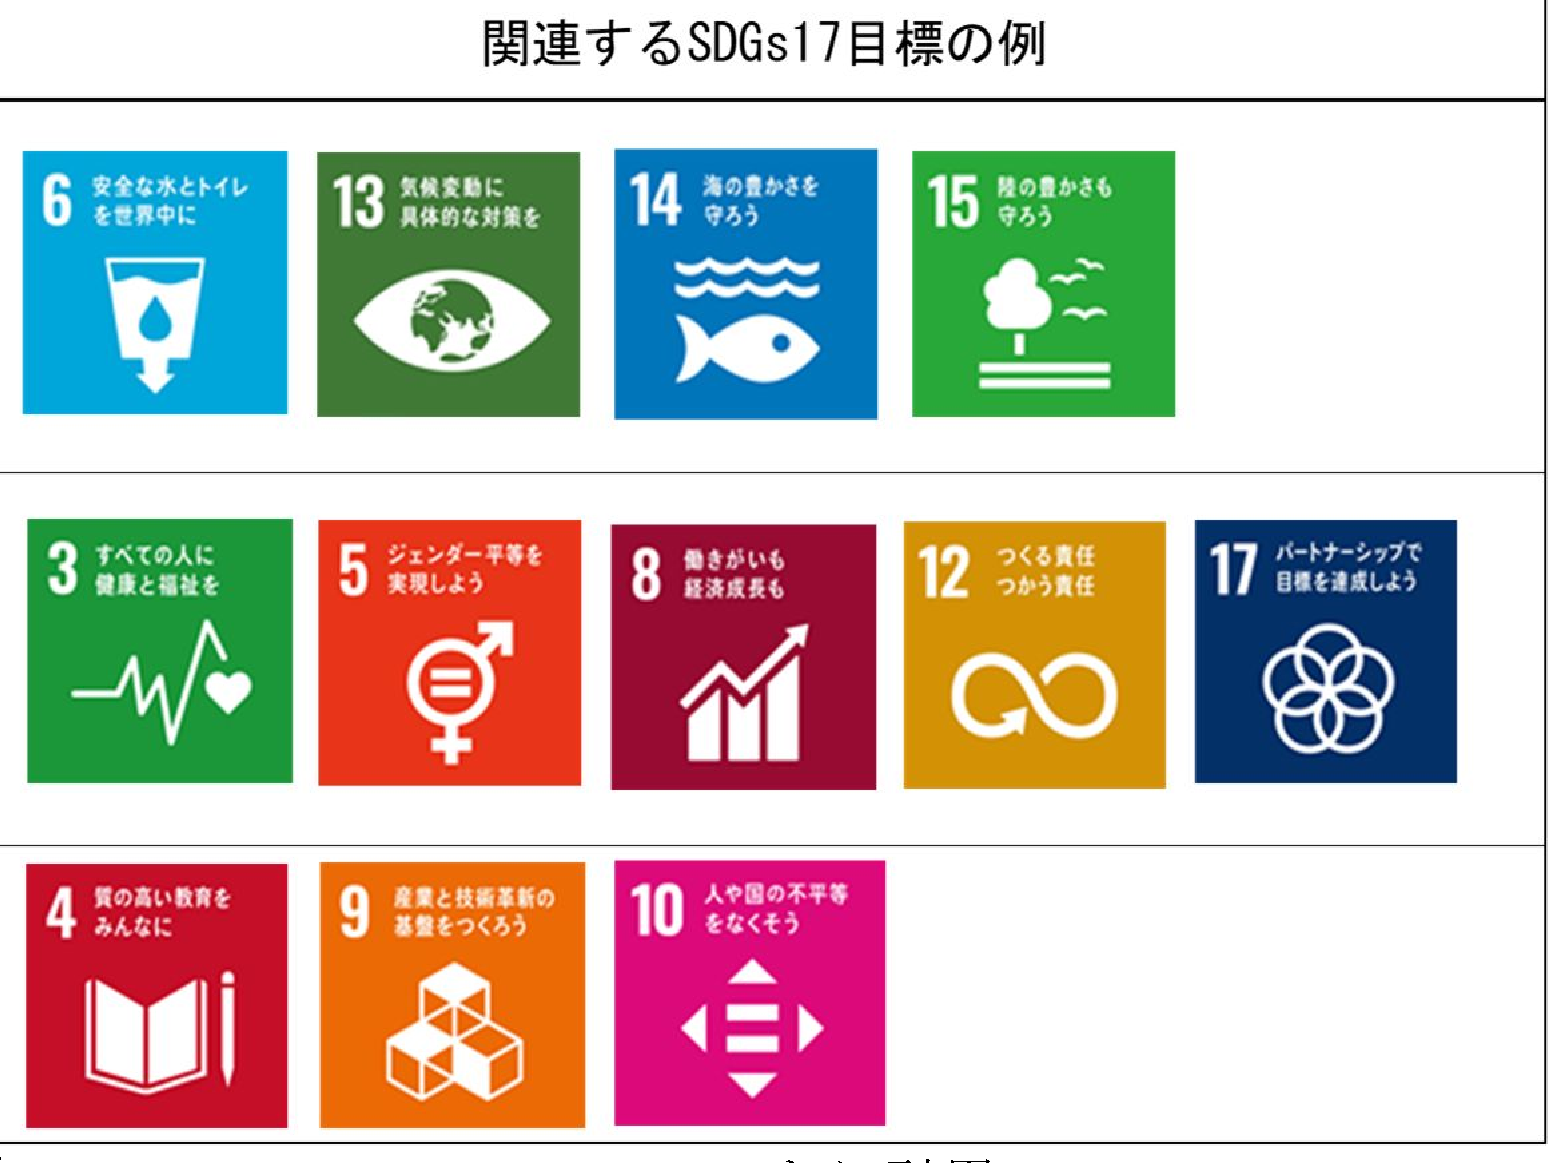 関連するSDGs17目標の例
6 安全な水とトイレ
を世界中に
13 気候変動に
具体的な対策を
14 海の豊かさを
守ろう
15 陸の豊かさも
守ろう
3 すべての人に
健康と福祉を
5 ジェンダー平等を
実現しよう
8 働きがいも
経済成長も
12 つくる責任
つかう責任
17 パートナーシップで
目標を達成しよう
4 質の高い教育を
みんなに
9 産業と技術革新の
基盤をつくろう
10 人や国の不平等
をなくそう